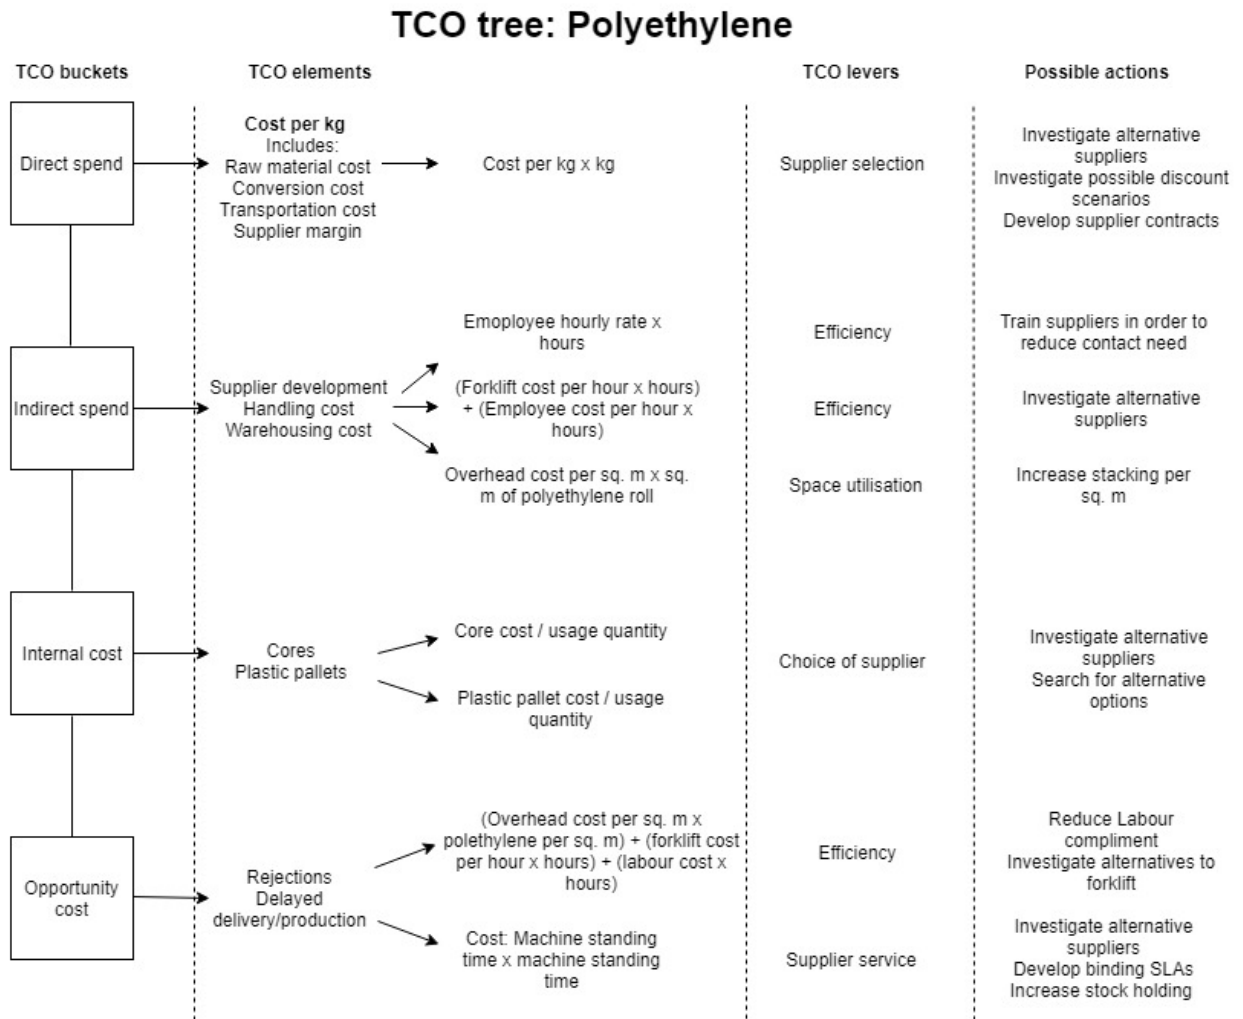 TCO tree: Polyethylene
TCO buckets
TCO elements
TCO levers
Possible actions
Direct spend
Cost per kg
Includes:
Raw material cost
Conversion cost
Transportation cost
Supplier margin
Cost per kg x kg
Supplier selection
Investigate alternative
suppliers
Investigate possible discount
scenarios
Develop supplier contracts
Indirect spend
Supplier development
Handling cost
Warehousing cost
Emoployee hourly rate x
hours
Efficiency
Train suppliers in order to
reduce contact need
(Forklift cost per hour x hours)
+ (Employee cost per hour x
hours)
Efficiency
Investigate alternative
suppliers
Overhead cost per sq. m x sq.
m of polyethylene roll
Space utilisation
Increase stacking per
sq. m
Internal cost
Cores
Plastic pallets
Core cost / usage quantity
Plastic pallet cost / usage
quantity
Choice of supplier
Investigate alternative
suppliers
Search for alternative
options
Opportunity
cost
Rejections
Delayed
delivery/production
(Overhead cost per sq. m x
polethylene per sq. m) + (forklift cost
per hour x hours) + (labour cost x
hours)
Efficiency
Reduce Labour
compliment
Investigate alternatives to
forklift
Cost: Machine standing
time x machine standing
time
Supplier service
Investigate alternative
suppliers
Develop binding SLAs
Increase stock holding